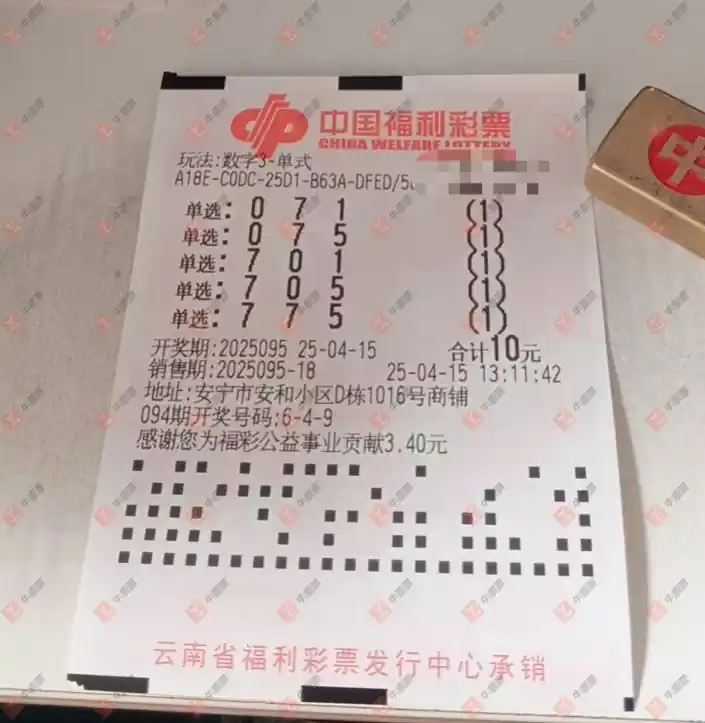 中国福利彩票
CHINA WELFARE LOTTERY
玩法:数字3-单式
A18E-C0DC-25D1-B63A-DFED/5
单选: 0 7 1 (1)
单选: 0 7 5 (1)
单选: 7 0 1 (1)
单选: 7 0 5 (1)
单选: 7 7 5 (1)
开奖期:2025095 25-04-15 合计10元
销售期:2025095-18 25-04-15 13:11:42
地址:安宁市安和小区D栋1016号商铺
094期开奖号码:6-4-9
感谢您为福彩公益事业贡献3.40元
云南省福利彩票发行中心承销
中